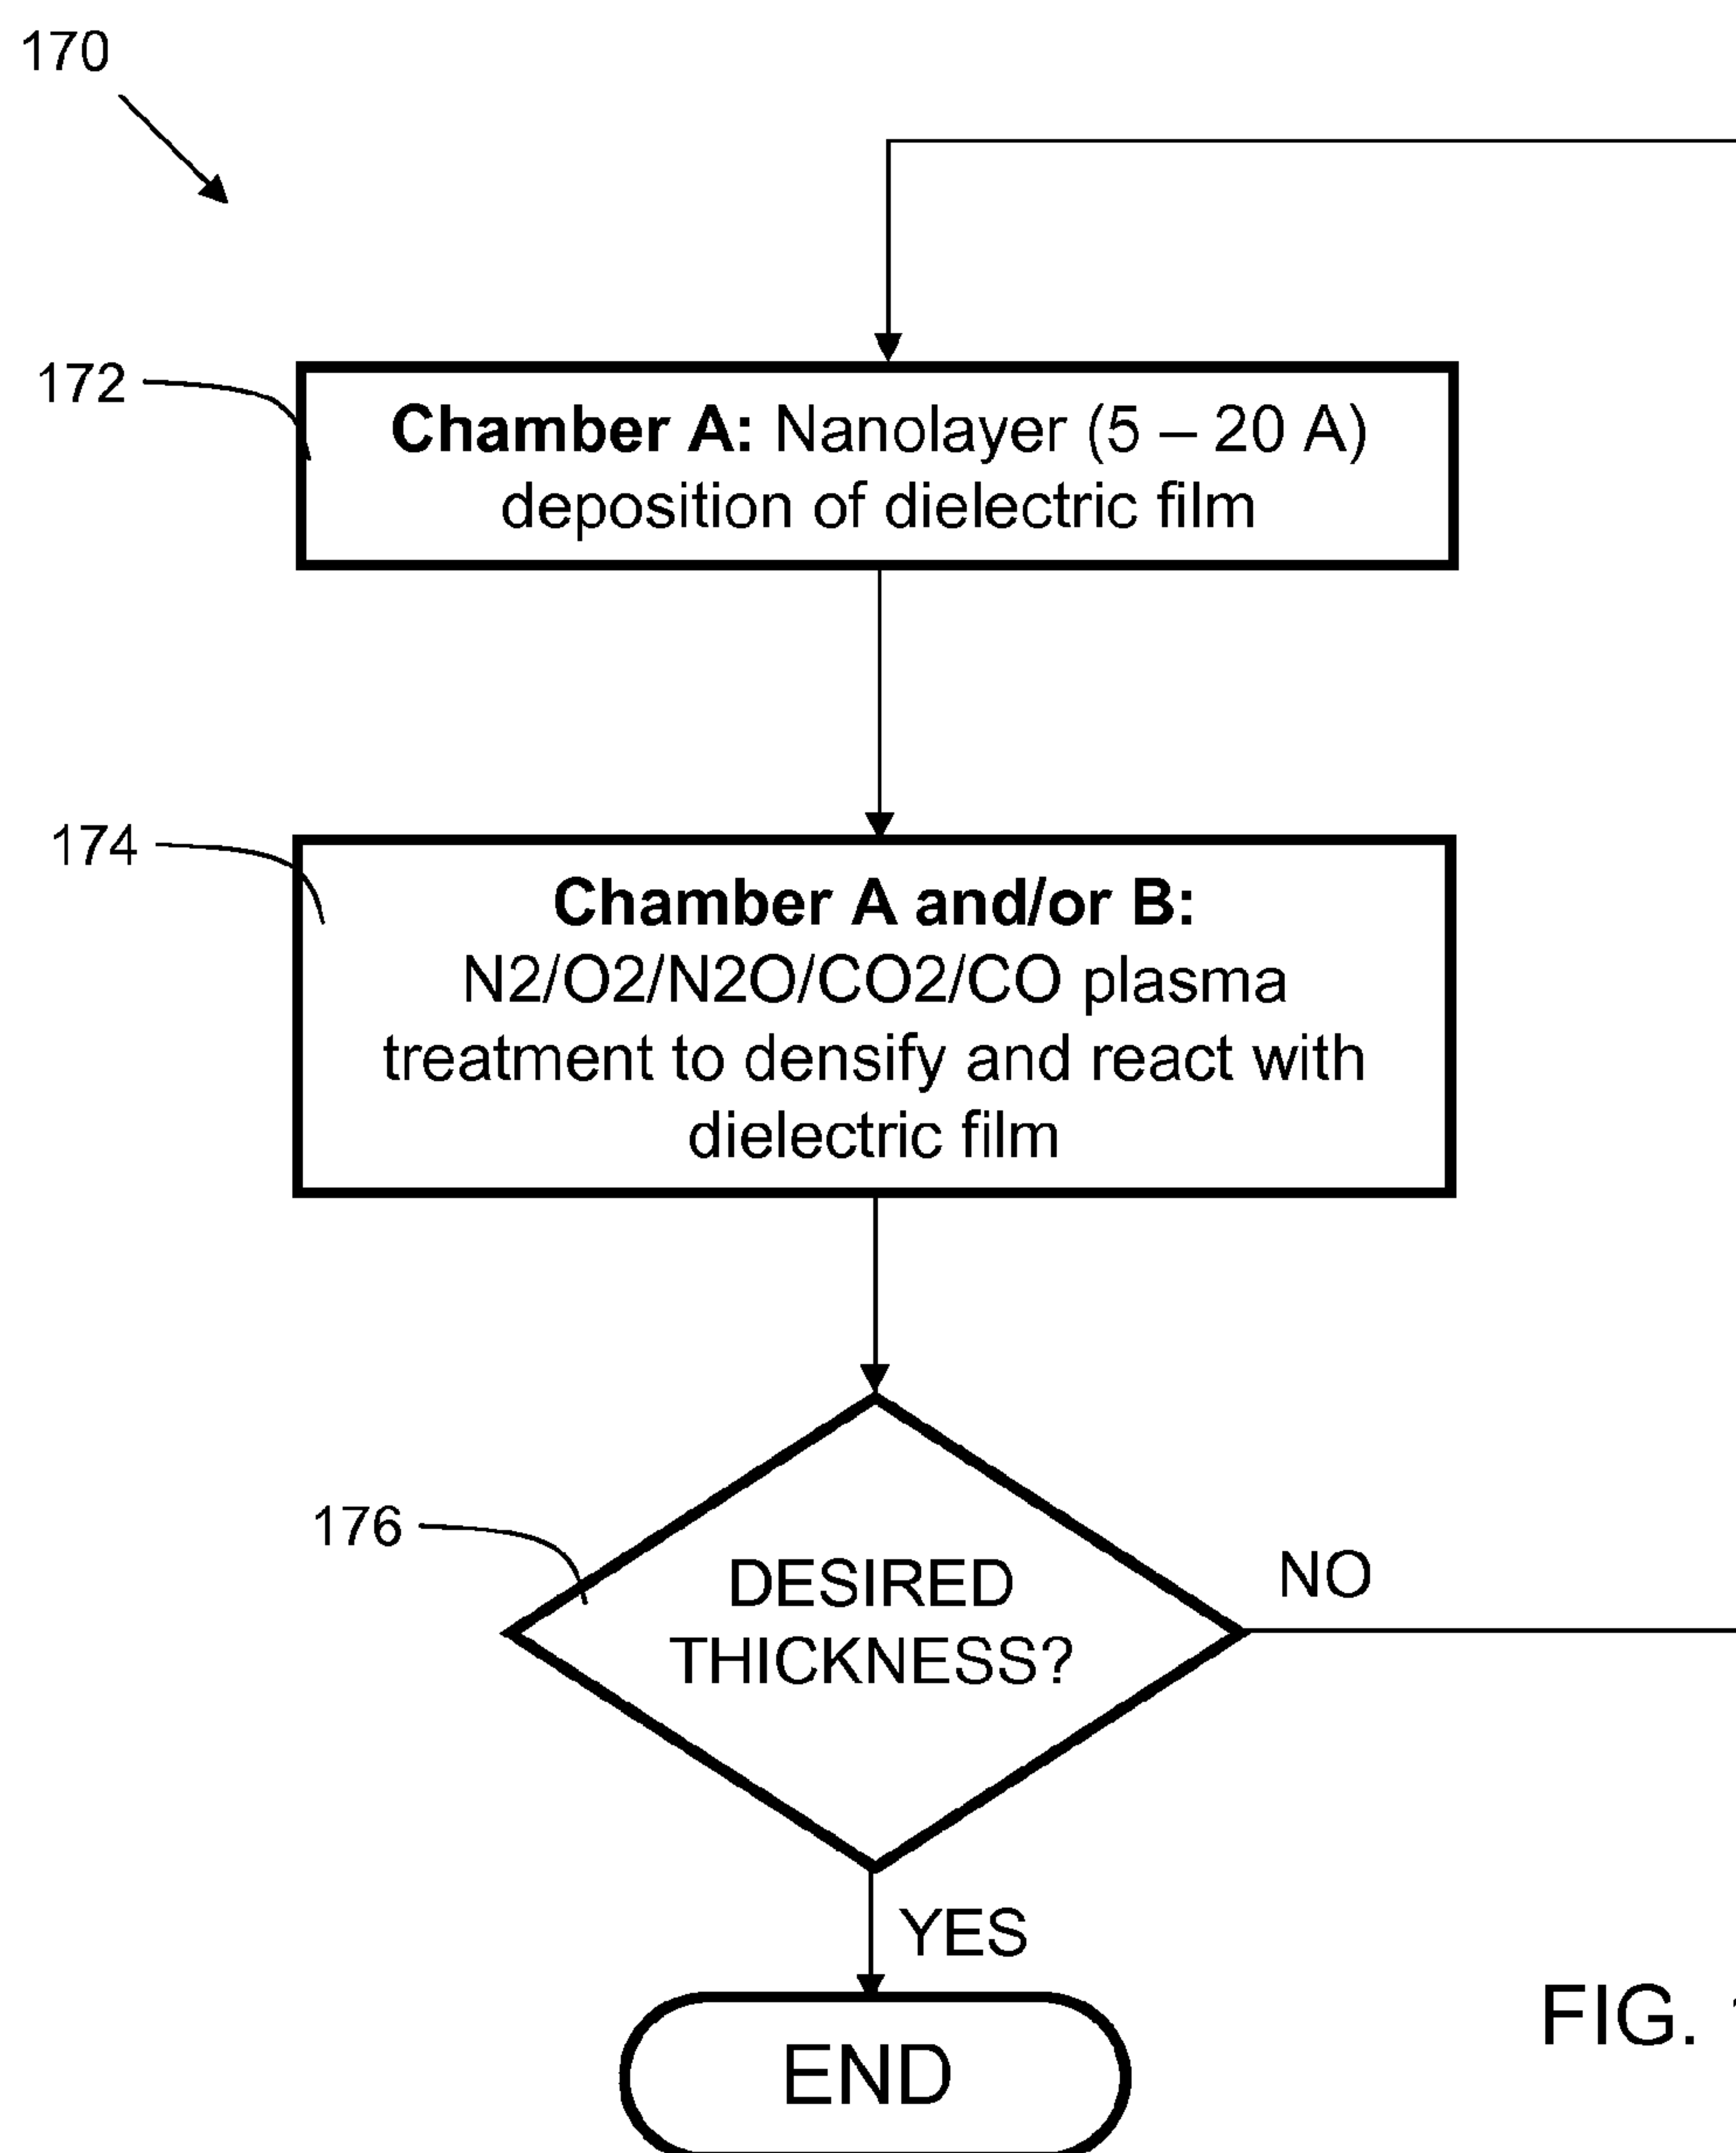 170
172
Chamber A: Nanolayer (5 – 20 A)
deposition of dielectric film
174
Chamber A and/or B:
N2/O2/N2O/CO2/CO plasma
treatment to densify and react with
dielectric film
176
DESIRED
THICKNESS?
NO
YES
FIG.
END